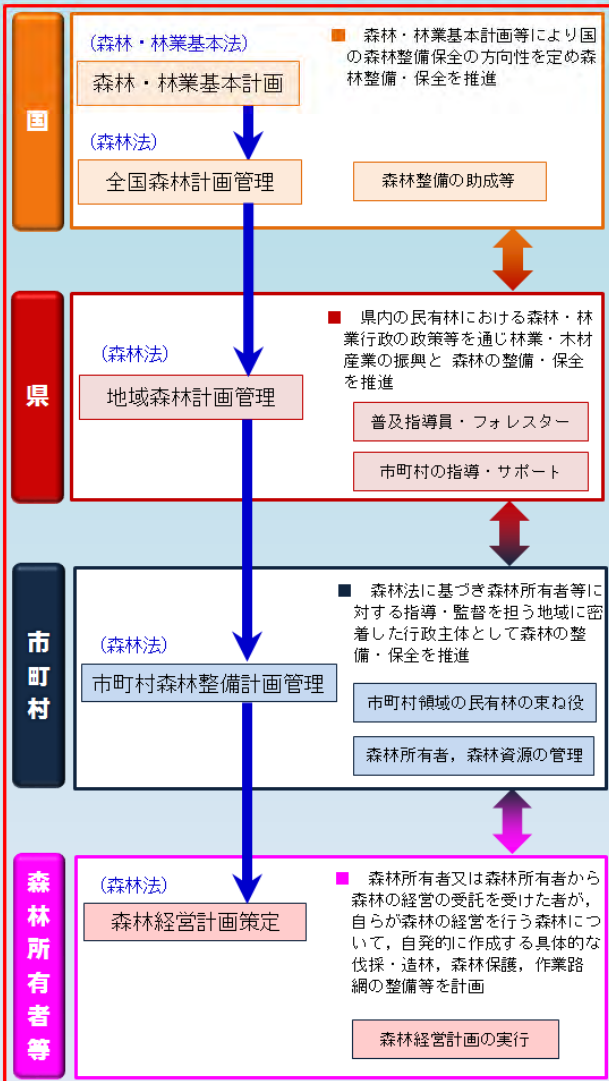 国
(森林・林業基本法)
森林・林業基本計画
(森林法)
全国森林計画管理
■ 森林・林業基本計画等により国
の森林整備保全の方向性を定め森
林整備・保全を推進
森林整備の助成等
県
(森林法)
地域森林計画管理
■ 県内の民有林における森林・林
業行政の政策等を通じ林業・木材
産業の振興と 森林の整備・保全
を推進
普及指導員・フォレスター
市町村の指導・サポート
市町村
(森林法)
市町村森林整備計画管理
■ 森林法に基づき森林所有者等に
対する指導・監督を担う地域に密
着した行政主体として森林の整
備・保全を推進
市町村領域の民有林の束ね役
森林所有者，森林資源の管理
森林所有者等
(森林法)
森林経営計画策定
■ 森林所有者又は森林所有者から
森林の経営の受託を受けた者が，
自らが森林の経営を行う森林につ
いて，自発的に作成する具体的な
伐採・造林，森林保護，作業路
網の整備等を計画
森林経営計画の実行